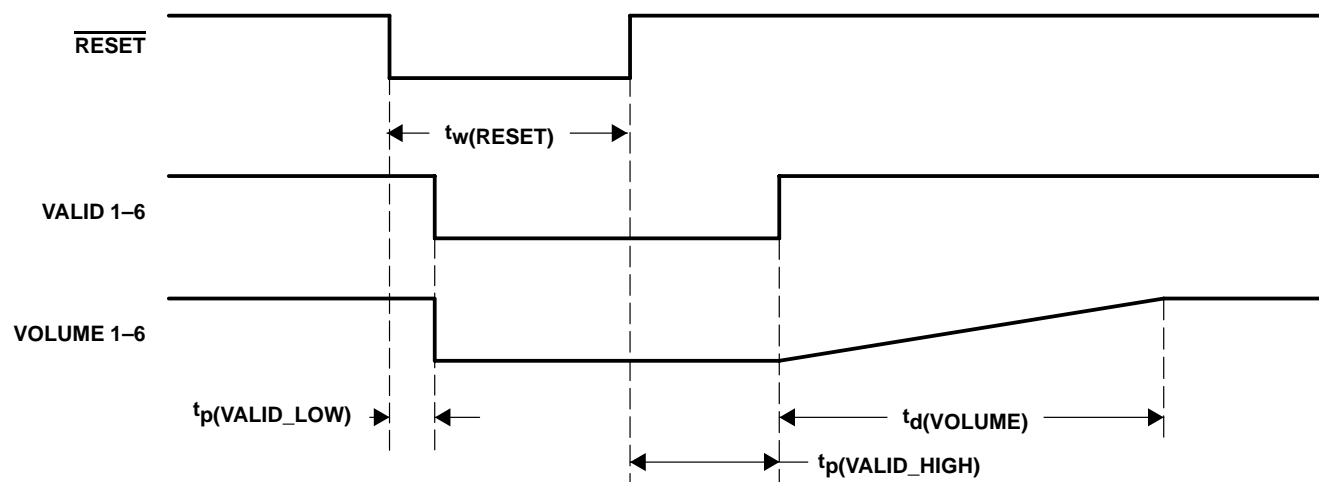 RESET
tw(RESET)
VALID 1–6
VOLUME 1–6
tp(VALID_LOW)
td(VOLUME)
tp(VALID_HIGH)